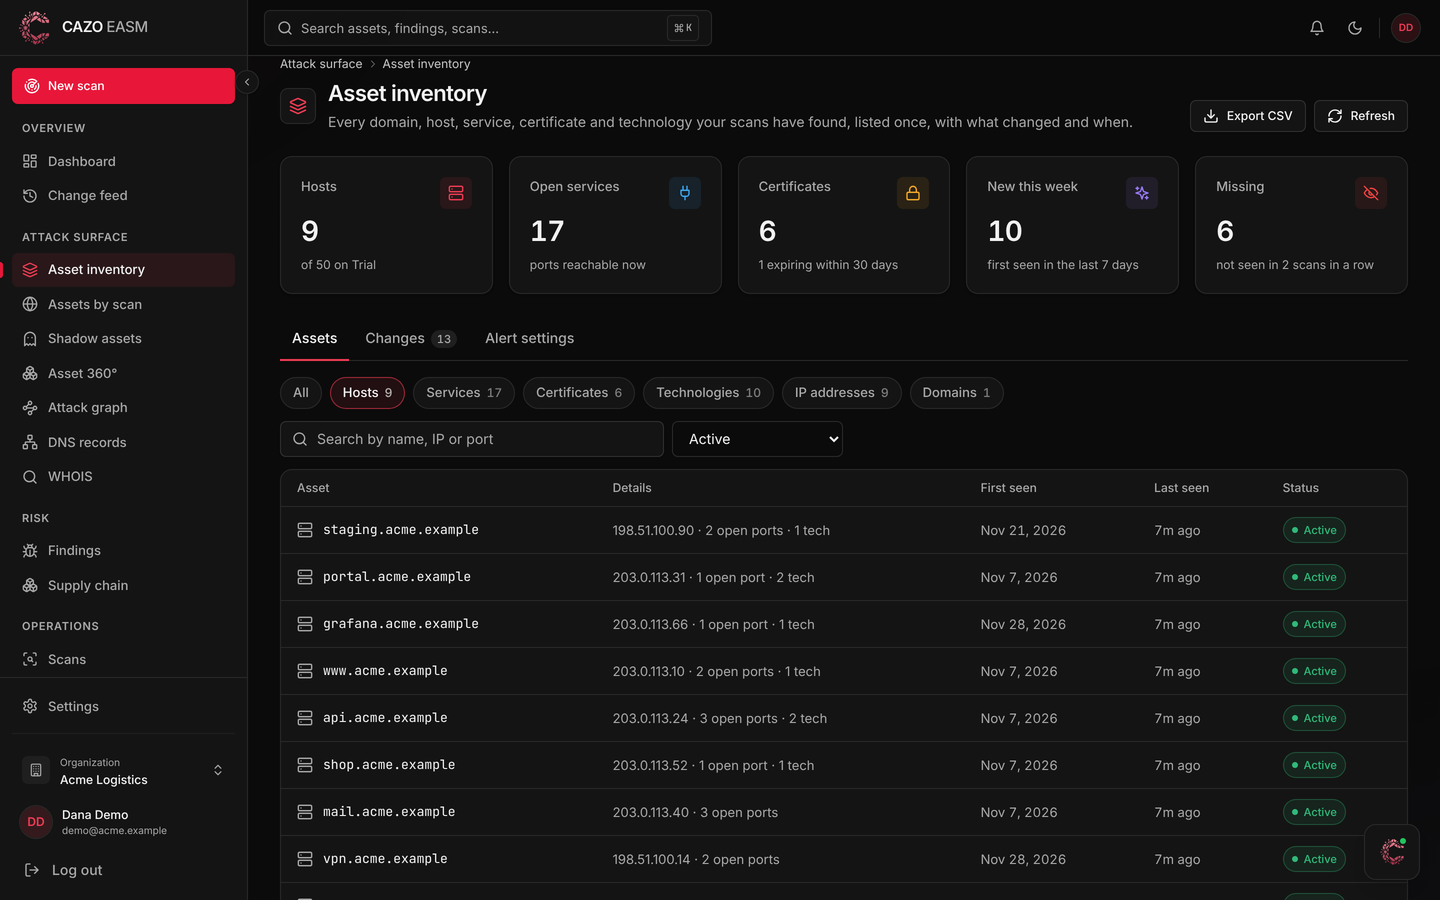 CAZO EASM
Search assets, findings, scans...
⌘ K
DD
New scan
OVERVIEW
Dashboard
Change feed
ATTACK SURFACE
Asset inventory
Assets by scan
Shadow assets
Asset 360°
Attack graph
DNS records
WHOIS
RISK
Findings
Supply chain
OPERATIONS
Scans
Settings
Organization
Acme Logistics
DD
Dana Demo
demo@acme.example
Log out
Attack surface > Asset inventory
Asset inventory
Every domain, host, service, certificate and technology your scans have found, listed once, with what changed and when.
Export CSV
Refresh
Hosts
9
of 50 on Trial
Open services
17
ports reachable now
Certificates
6
1 expiring within 30 days
New this week
10
first seen in the last 7 days
Missing
6
not seen in 2 scans in a row
Assets Changes 13 Alert settings
All Hosts 9 Services 17 Certificates 6 Technologies 10 IP addresses 9 Domains 1
Search by name, IP or port Active
Asset Details First seen Last seen Status
staging.acme.example 198.51.100.90 · 2 open ports · 1 tech Nov 21, 2026 7m ago Active
portal.acme.example 203.0.113.31 · 1 open port · 2 tech Nov 7, 2026 7m ago Active
grafana.acme.example 203.0.113.66 · 1 open port · 1 tech Nov 28, 2026 7m ago Active
www.acme.example 203.0.113.10 · 2 open ports · 1 tech Nov 7, 2026 7m ago Active
api.acme.example 203.0.113.24 · 3 open ports · 2 tech Nov 7, 2026 7m ago Active
shop.acme.example 203.0.113.52 · 1 open port · 1 tech Nov 7, 2026 7m ago Active
mail.acme.example 203.0.113.40 · 3 open ports Nov 7, 2026 7m ago Active
vpn.acme.example 198.51.100.14 · 2 open ports Nov 28, 2026 7m ago Active